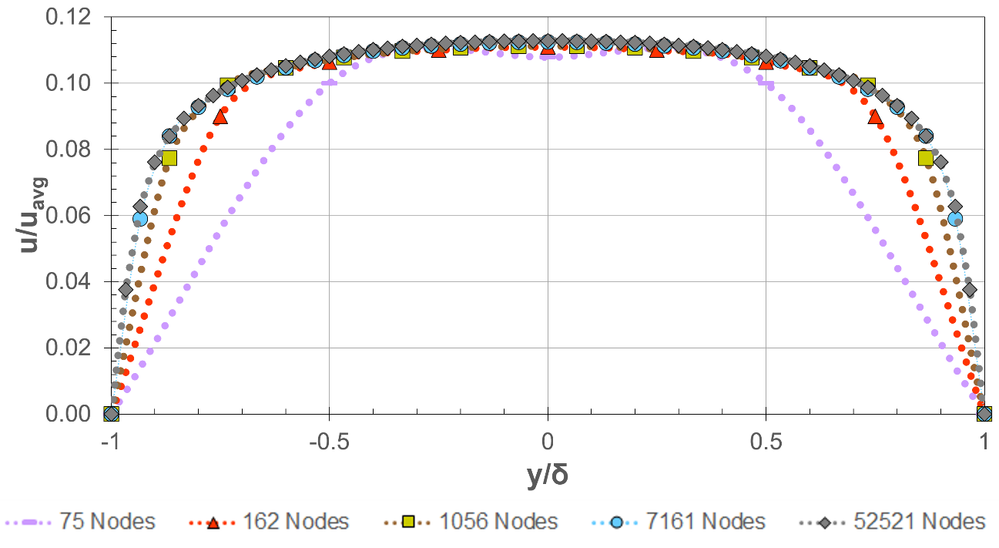 0.12
0.10
0.08
0.06
0.04
0.02
0.00
u/u_avg
-1
-0.5
0
0.5
1
y/δ
75 Nodes
162 Nodes
1056 Nodes
7161 Nodes
52521 Nodes